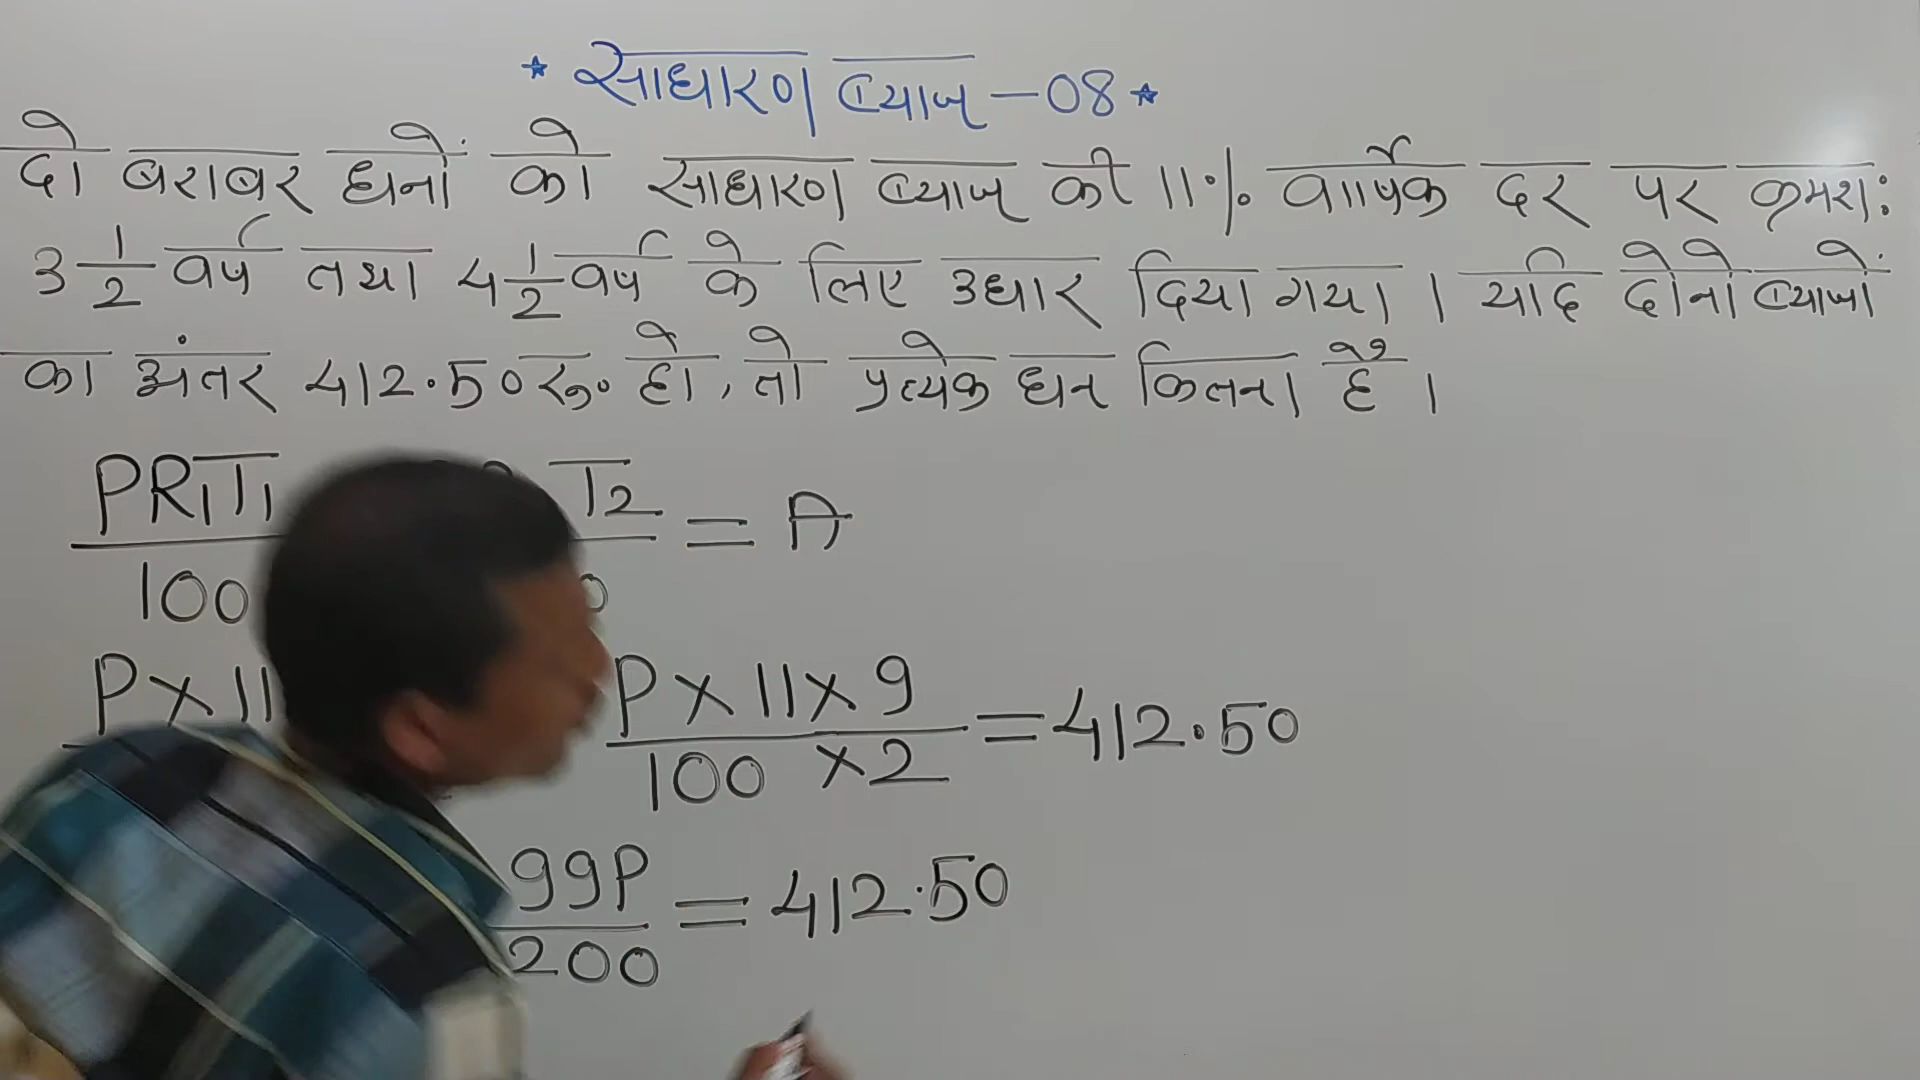 * साधारण ब्याज - 08 *
दो बराबर धनों को साधारण ब्याज की 11% वार्षिक दर पर क्रमशः
3 1/2 वर्ष तथा 4 1/2 वर्ष के लिए उधार दिया गया । यदि दोनो ब्याजों
का अंतर 412.50 रू० हो , तो प्रत्येक धन कितना है ।
PR₁T₁ T₂ = A
100
P×11 P×11×9 = 412.50
100 ×2
99P = 412.50
200